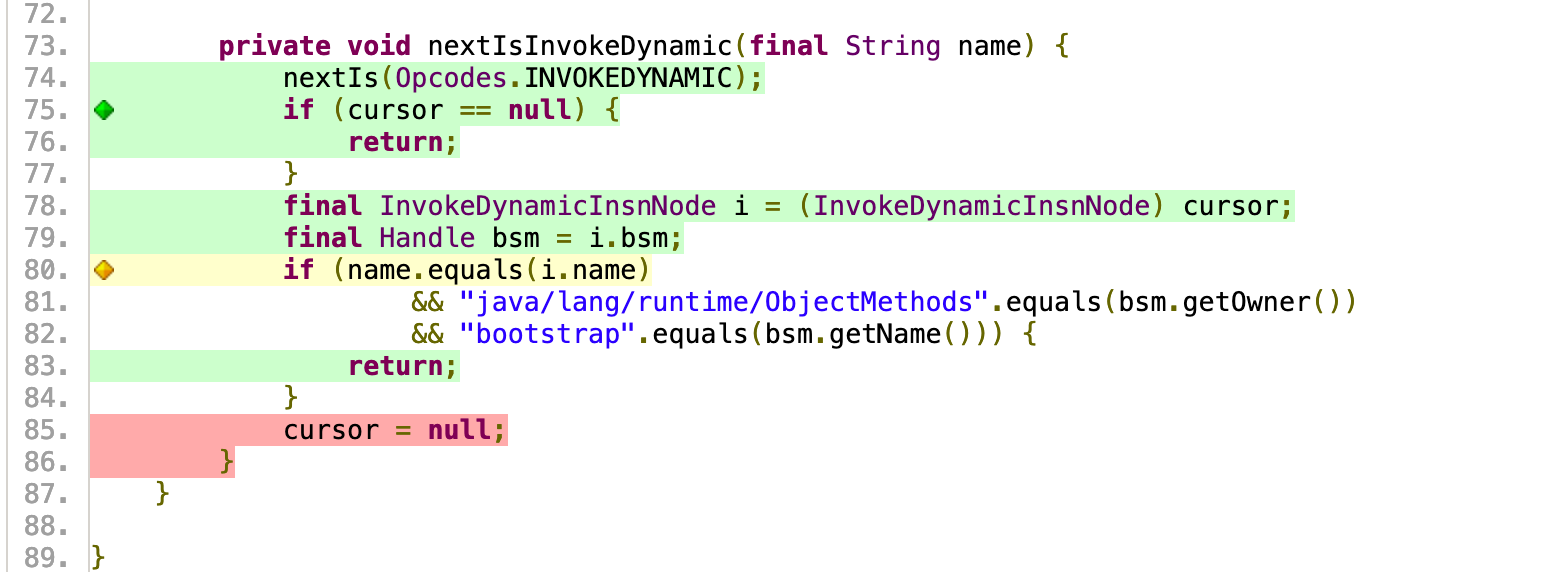 72.
73.        private void nextIsInvokeDynamic(final String name) {
74.            nextIs(Opcodes.INVOKEDYNAMIC);
75.            if (cursor == null) {
76.                return;
77.            }
78.            final InvokeDynamicInsnNode i = (InvokeDynamicInsnNode) cursor;
79.            final Handle bsm = i.bsm;
80.            if (name.equals(i.name)
81.                    && "java/lang/runtime/ObjectMethods".equals(bsm.getOwner())
82.                    && "bootstrap".equals(bsm.getName())) {
83.                return;
84.            }
85.            cursor = null;
86.        }
87.    }
88.
89. }